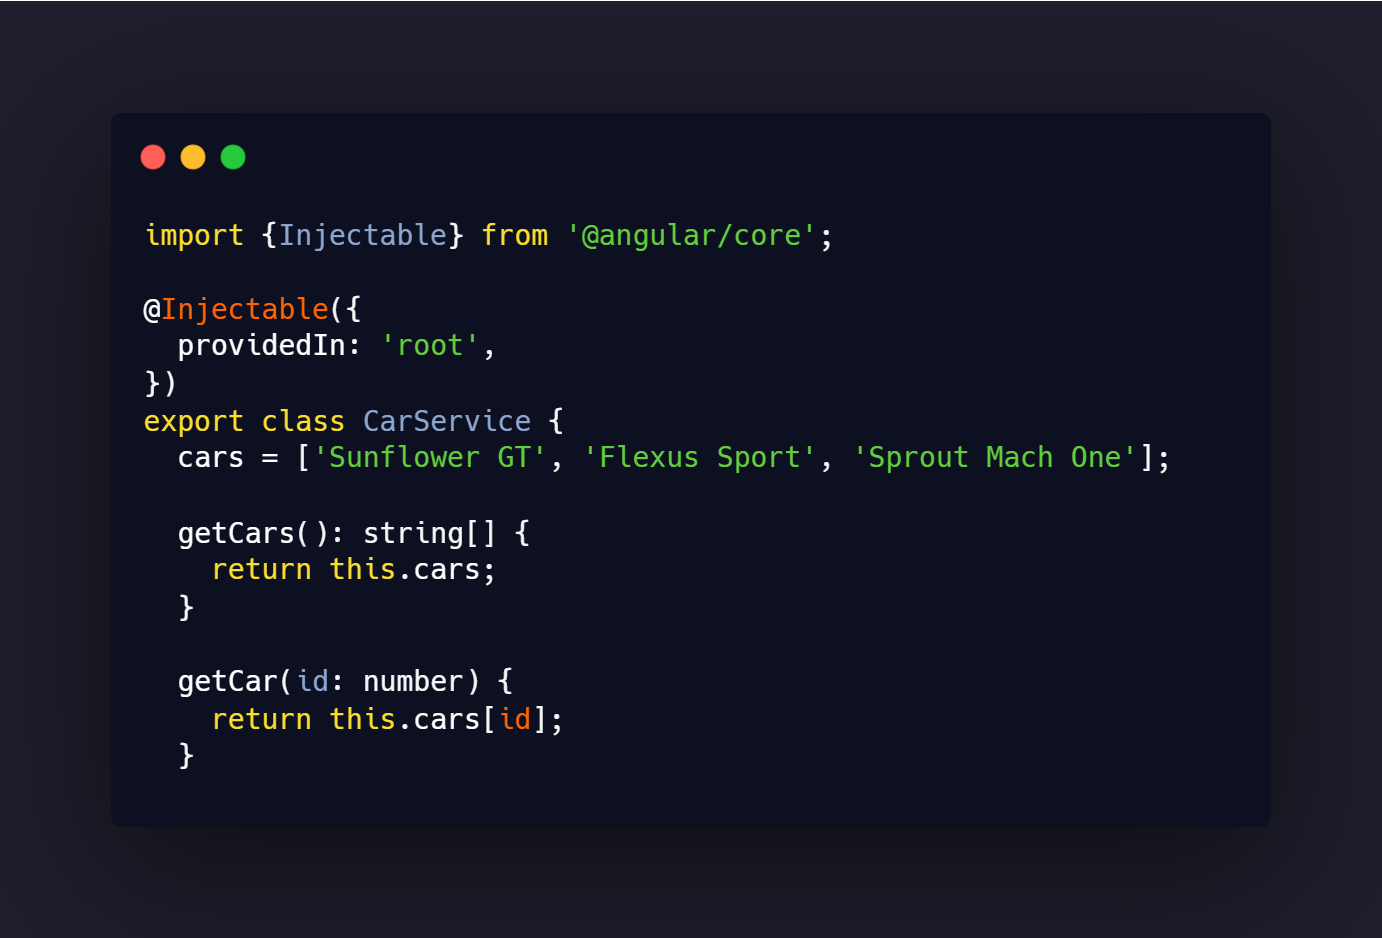 import {Injectable} from '@angular/core';

@Injectable({
  providedIn: 'root',
})
export class CarService {
  cars = ['Sunflower GT', 'Flexus Sport', 'Sprout Mach One'];

  getCars(): string[] {
    return this.cars;
  }

  getCar(id: number) {
    return this.cars[id];
  }